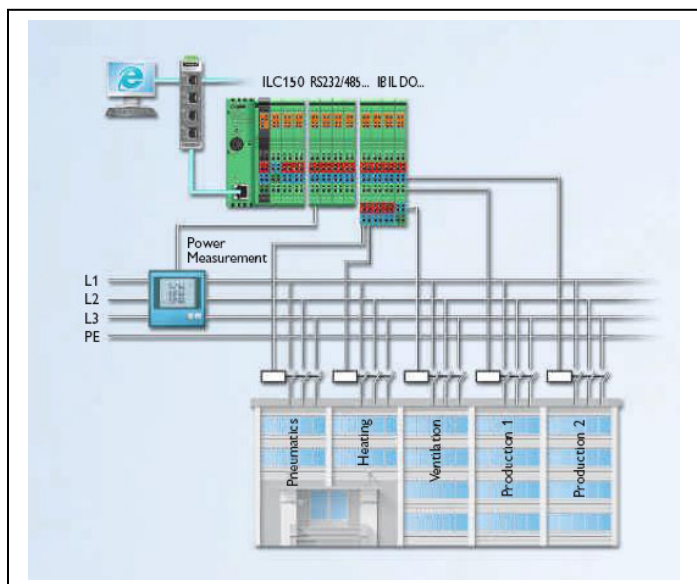 ILC150 RS232/485... IB IL DO...
Power
Measurement
L1
L2
L3
PE
Pneumatics
Heating
Ventilation
Production 1
Production 2